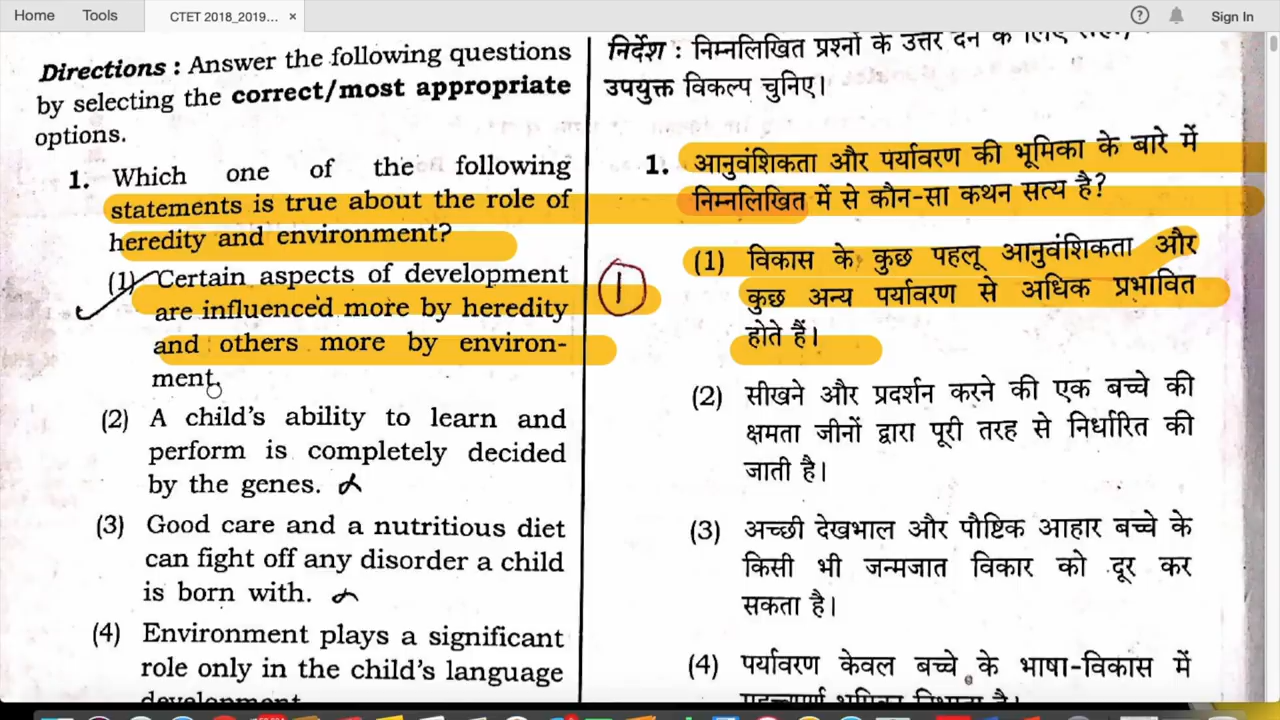 Home Tools CTET 2018_2019... × Sign In
Directions : Answer the following questions
by selecting the correct/most appropriate
options.
1. Which one of the following
statements is true about the role of
heredity and environment?
(1) Certain aspects of development
are influenced more by heredity
and others more by environ-
ment.
(2) A child's ability to learn and
perform is completely decided
by the genes.
(3) Good care and a nutritious diet
can fight off any disorder a child
is born with.
(4) Environment plays a significant
role only in the child's language
development.
1
निर्देश : निम्नलिखित प्रश्नों के उत्तर देने के लिए
उपयुक्त विकल्प चुनिए।
1. आनुवंशिकता और पर्यावरण की भूमिका के बारे में
निम्नलिखित में से कौन-सा कथन सत्य है?
(1) विकास के कुछ पहलू आनुवंशिकता और
कुछ अन्य पर्यावरण से अधिक प्रभावित
होते हैं।
(2) सीखने और प्रदर्शन करने की एक बच्चे की
क्षमता जीनों द्वारा पूरी तरह से निर्धारित की
जाती है।
(3) अच्छी देखभाल और पौष्टिक आहार बच्चे के
किसी भी जन्मजात विकार को दूर कर
सकता है।
(4) पर्यावरण केवल बच्चे के भाषा-विकास में
महत्त्वपूर्ण भूमिका निभाता है।